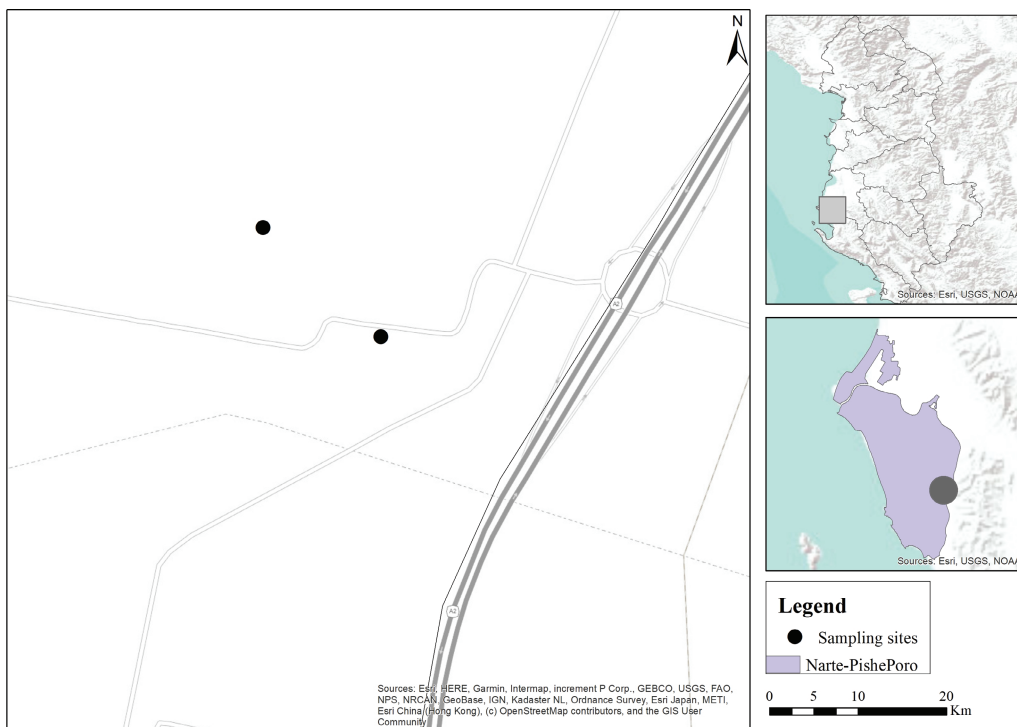 N
A2
A2
Sources: Esri, HERE, Garmin, Intermap, increment P Corp., GEBCO, USGS, FAO,
NPS, NRCAN, GeoBase, IGN, Kadaster NL, Ordnance Survey, Esri Japan, METI,
Esri China (Hong Kong), (c) OpenStreetMap contributors, and the GIS User
Community
Sources: Esri, USGS, NOAA
Sources: Esri, USGS, NOAA
Legend
Sampling sites
Narte-PishePoro
0 5 10 20
Km